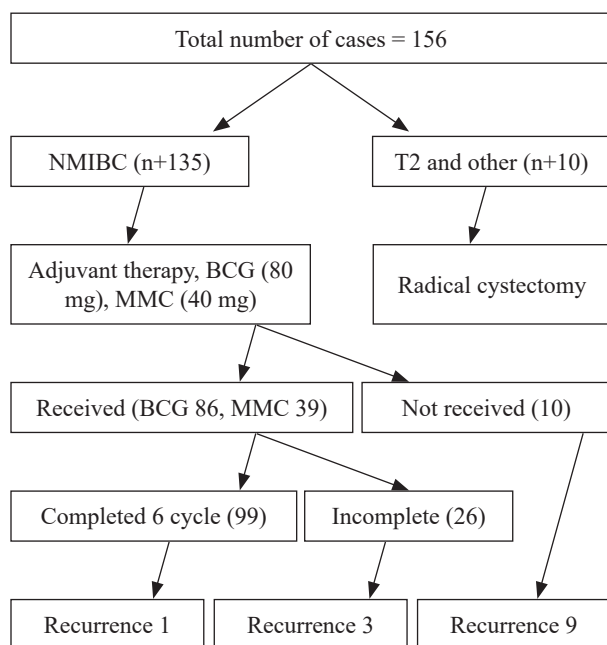 Total number of cases = 156
NMIBC (n+135)
T2 and other (n+10)
Adjuvant therapy, BCG (80
mg), MMC (40 mg)
Radical cystectomy
Received (BCG 86, MMC 39)
Not received (10)
Completed 6 cycle (99)
Incomplete (26)
Recurrence 1
Recurrence 3
Recurrence 9